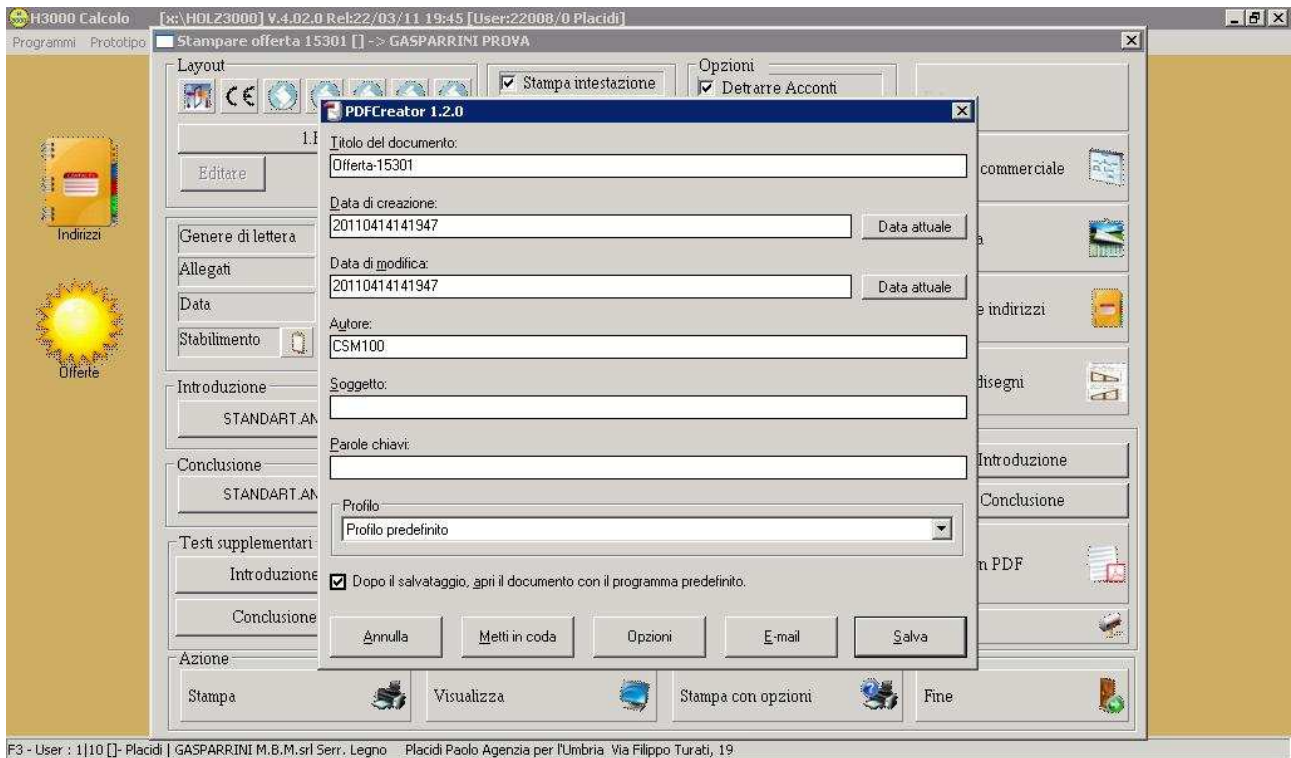 H3000 Calcolo [x:\HOLZ3000] V.4.02.0 Rel:22/03/11 19:45 [User:22008/0 Placidi]
Programmi Prototipo
Stampare offerta 15301 [] -> GASPARRINI PROVA
Layout
Opzioni
Stampa intestazione
Detrarre Acconti
CE
PDFCreator 1.2.0
Titolo del documento:
Offerta-15301
Editare
commerciale
Data di creazione:
20110414141947
Data attuale
Indirizzi
Genere di lettera
Data di modifica:
Allegati
20110414141947
Data attuale
Data
e indirizzi
Autore:
Stabilimento
CSM100
Offerte
Soggetto:
disegni
Introduzione
STANDART.AN
Parole chiavi:
Introduzione
Conclusione
STANDART.AN
Conclusione
Profilo
Profilo predefinito
Testi supplementari
n PDF
Introduzione
Dopo il salvataggio, apri il documento con il programma predefinito.
Conclusione
Annulla
Metti in coda
Opzioni
E-mail
Salva
Azione
Stampa
Visualizza
Stampa con opzioni
Fine
F3 - User : 1|10 []- Placidi | GASPARRINI M.B.M.srl Serr. Legno Placidi Paolo Agenzia per l'Umbria Via Filippo Turati, 19